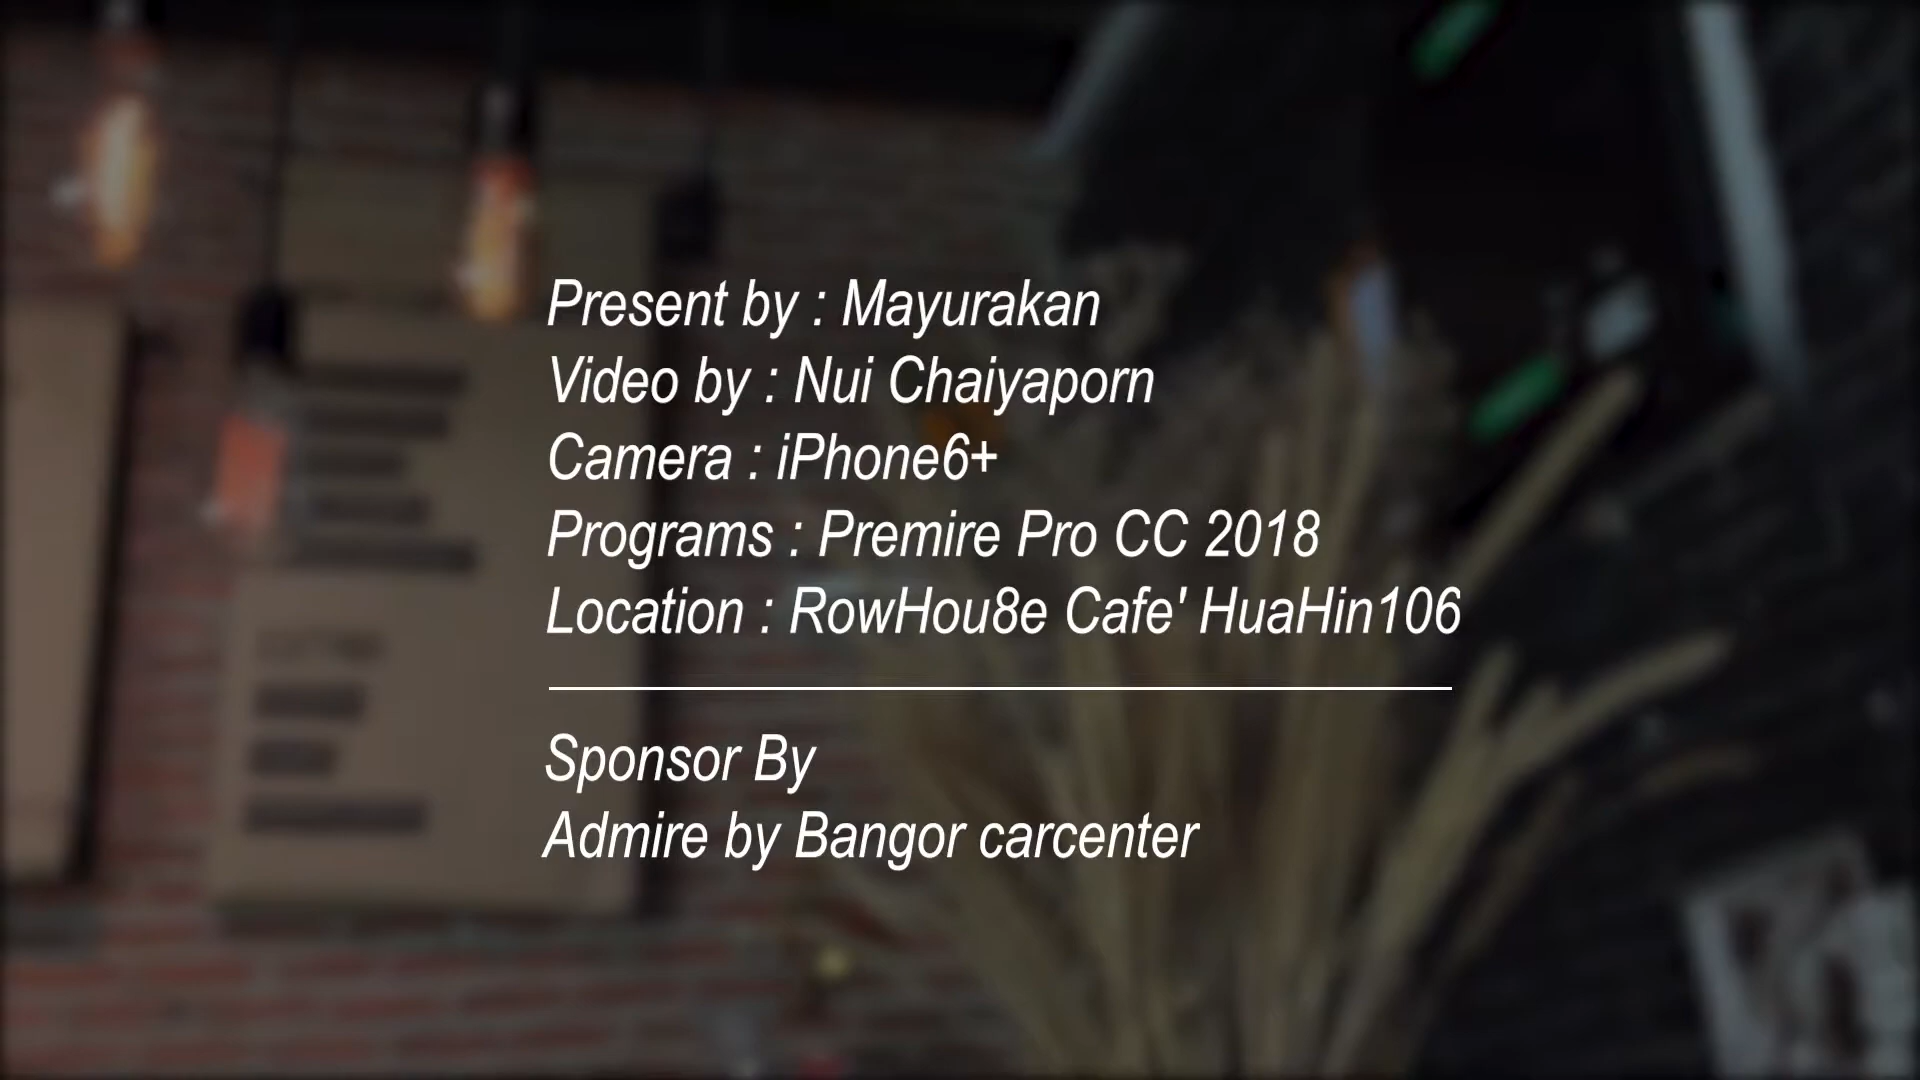 Present by : Mayurakan
Video by : Nui Chaiyaporn
Camera : iPhone6+
Programs : Premire Pro CC 2018
Location : RowHou8e Cafe' HuaHin106
Sponsor By
Admire by Bangor carcenter